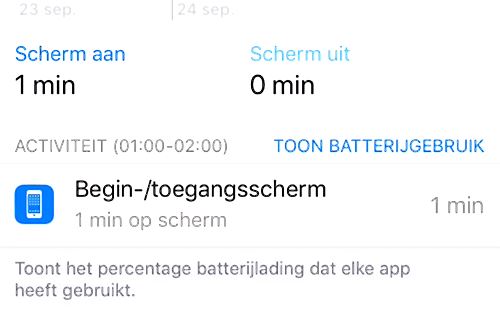 23 sep.
24 sep.
Scherm aan
Scherm uit
1 min
0 min
ACTIVITEIT (01:00-02:00)
TOON BATTERIJGEBRUIK
Begin-/toegangsscherm
1 min op scherm
1 min
Toont het percentage batterijlading dat elke app
heeft gebruikt.